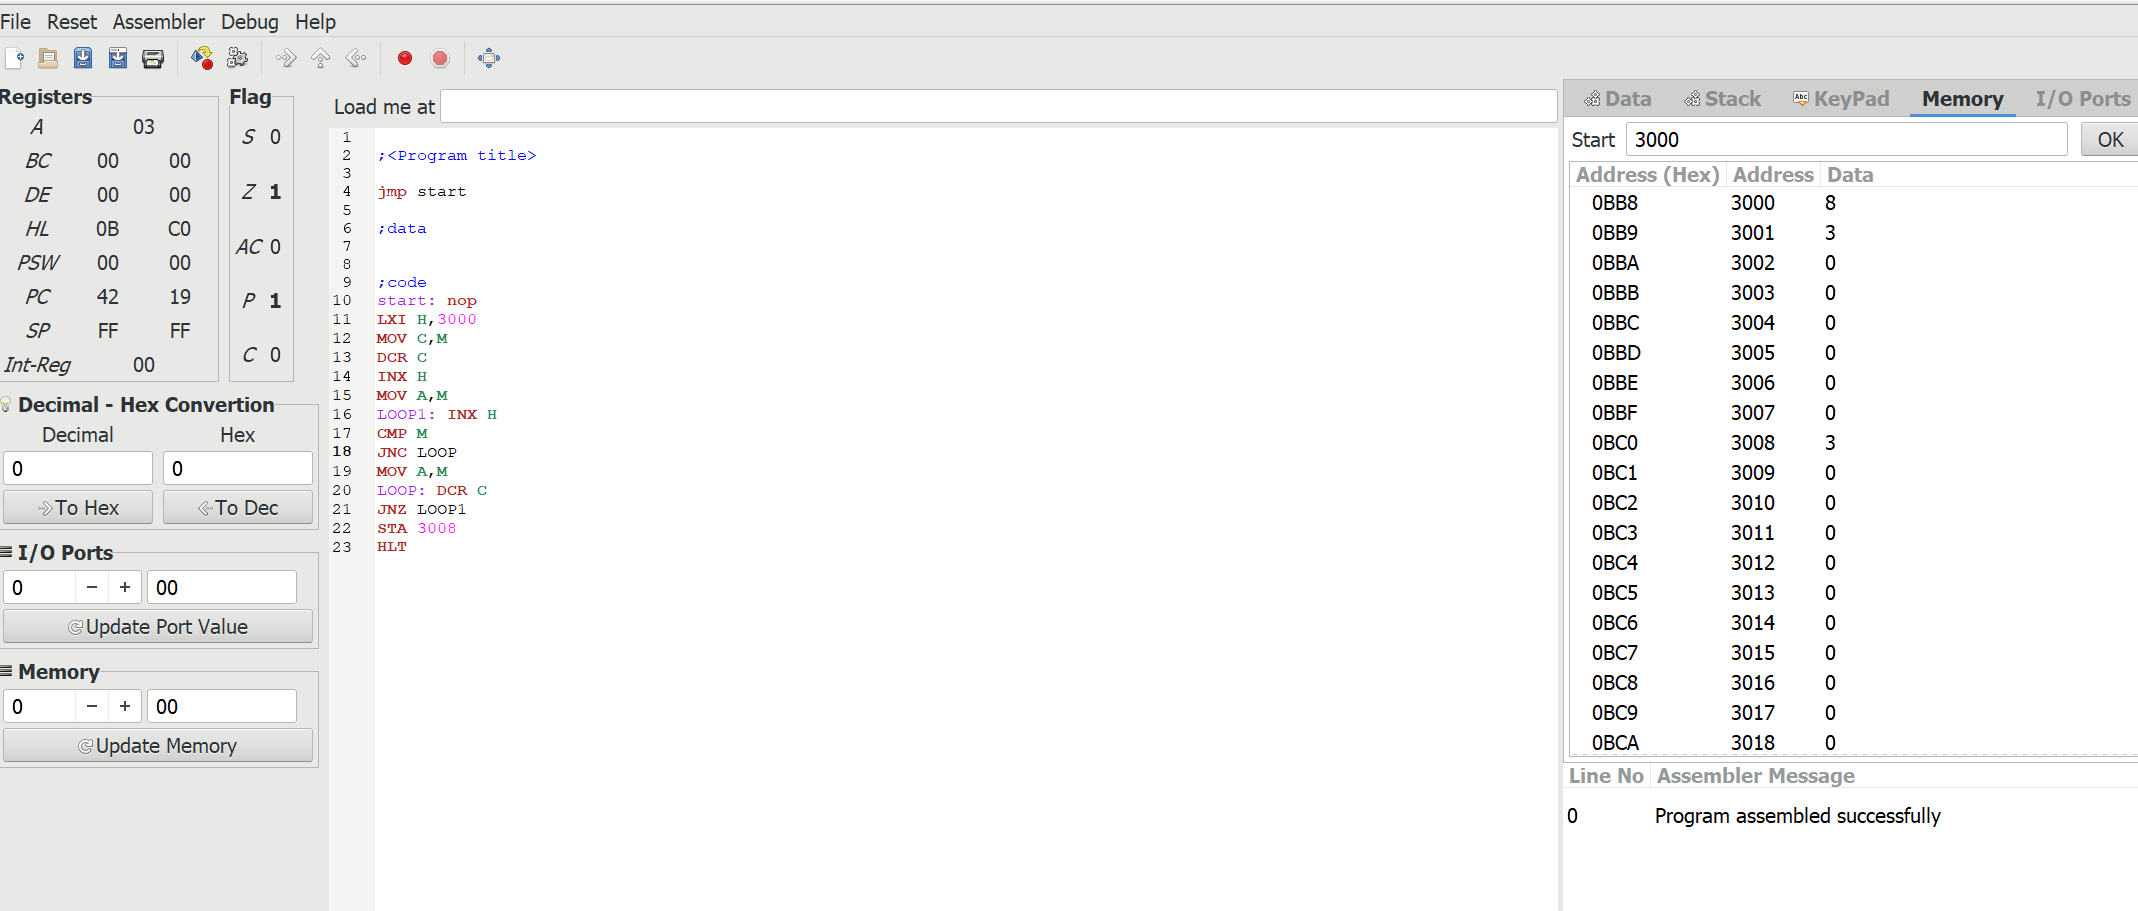 File Reset Assembler Debug Help
Registers
A 03
BC 00 00
DE 00 00
HL 0B C0
PSW 00 00
PC 42 19
SP FF FF
Int-Reg 00
Flag
S 0
Z 1
AC 0
P 1
C 0
Decimal - Hex Convertion
Decimal Hex
0 0
To Hex To Dec
I/O Ports
0 − + 00
Update Port Value
Memory
0 − + 00
Update Memory
Load me at
1
2 ;<Program title>
3
4 jmp start
5
6 ;data
7
8
9 ;code
10 start: nop
11 LXI H,3000
12 MOV C,M
13 DCR C
14 INX H
15 MOV A,M
16 LOOP1: INX H
17 CMP M
18 JNC LOOP
19 MOV A,M
20 LOOP: DCR C
21 JNZ LOOP1
22 STA 3008
23 HLT
Data Stack Abc KeyPad Memory I/O Ports
Start 3000 OK
Address (Hex) Address Data
0BB8 3000 8
0BB9 3001 3
0BBA 3002 0
0BBB 3003 0
0BBC 3004 0
0BBD 3005 0
0BBE 3006 0
0BBF 3007 0
0BC0 3008 3
0BC1 3009 0
0BC2 3010 0
0BC3 3011 0
0BC4 3012 0
0BC5 3013 0
0BC6 3014 0
0BC7 3015 0
0BC8 3016 0
0BC9 3017 0
0BCA 3018 0
Line No Assembler Message
0 Program assembled successfully